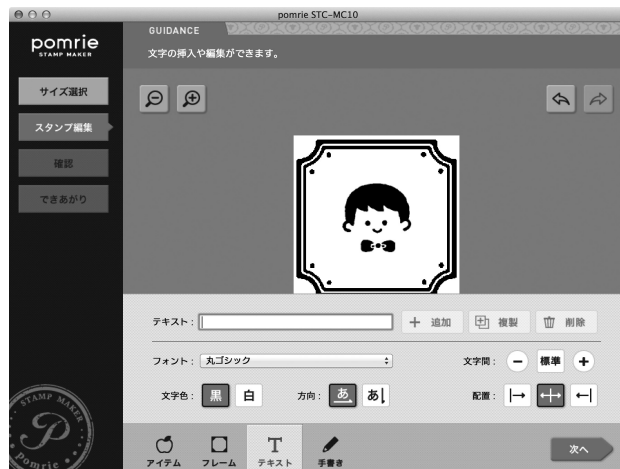 pomrie STC-MC10
pomrie
STAMP MAKER
GUIDANCE
文字の挿入や編集ができます。
サイズ選択
スタンプ編集
確認
できあがり
テキスト：
＋ 追加
複製
削除
フォント： 丸ゴシック
文字間： － 標準 ＋
文字色： 黒 白
方向： あ あ
配置：
アイテム
フレーム
T
テキスト
手書き
次へ
STAMP MAKER
P
Pomrie